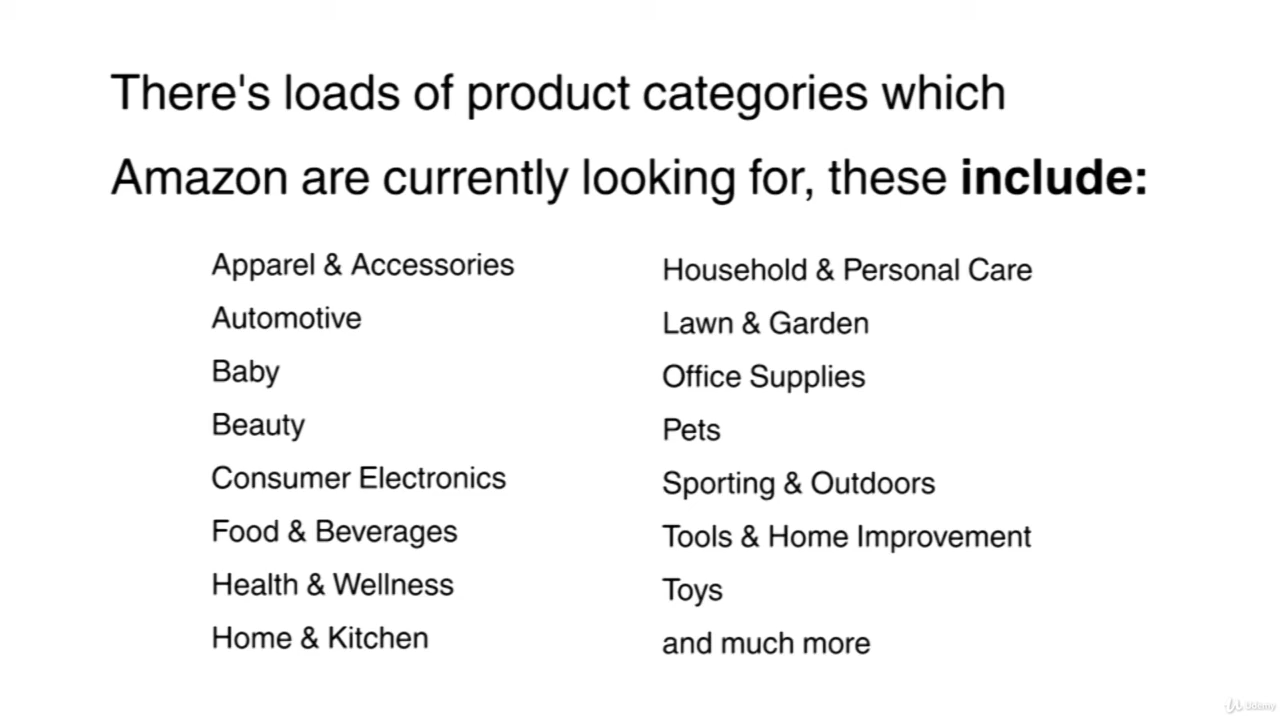 There's loads of product categories which
Amazon are currently looking for, these include:
Apparel & Accessories
Automotive
Baby
Beauty
Consumer Electronics
Food & Beverages
Health & Wellness
Home & Kitchen
Household & Personal Care
Lawn & Garden
Office Supplies
Pets
Sporting & Outdoors
Tools & Home Improvement
Toys
and much more
Udemy